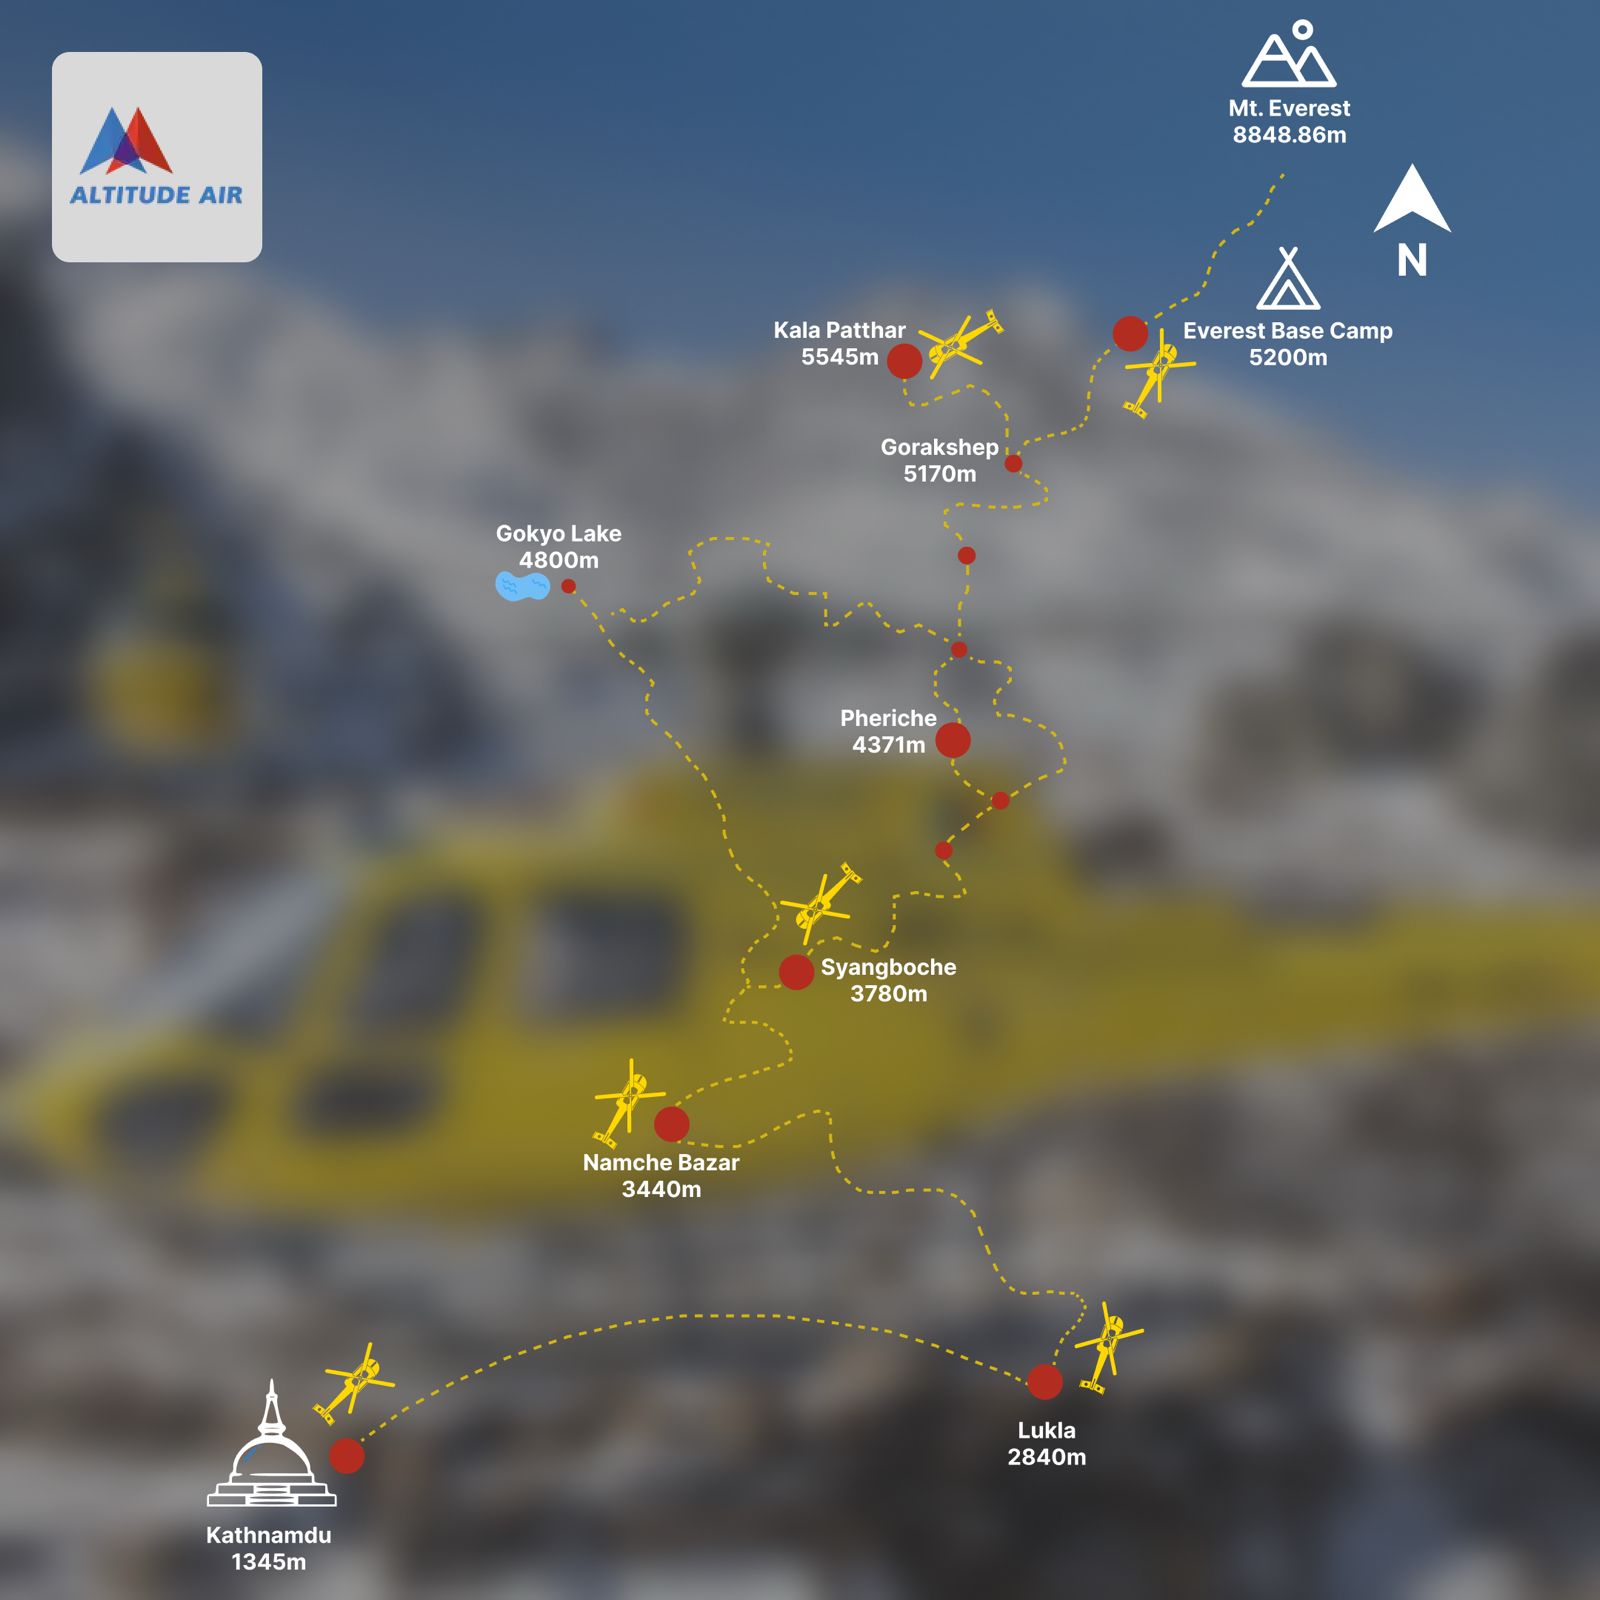 ALTITUDE AIR
Mt. Everest
8848.86m
N
Kala Patthar
5545m
Everest Base Camp
5200m
Gorakshep
5170m
Gokyo Lake
4800m
Pheriche
4371m
Syangboche
3780m
Namche Bazar
3440m
Lukla
2840m
Kathnamdu
1345m